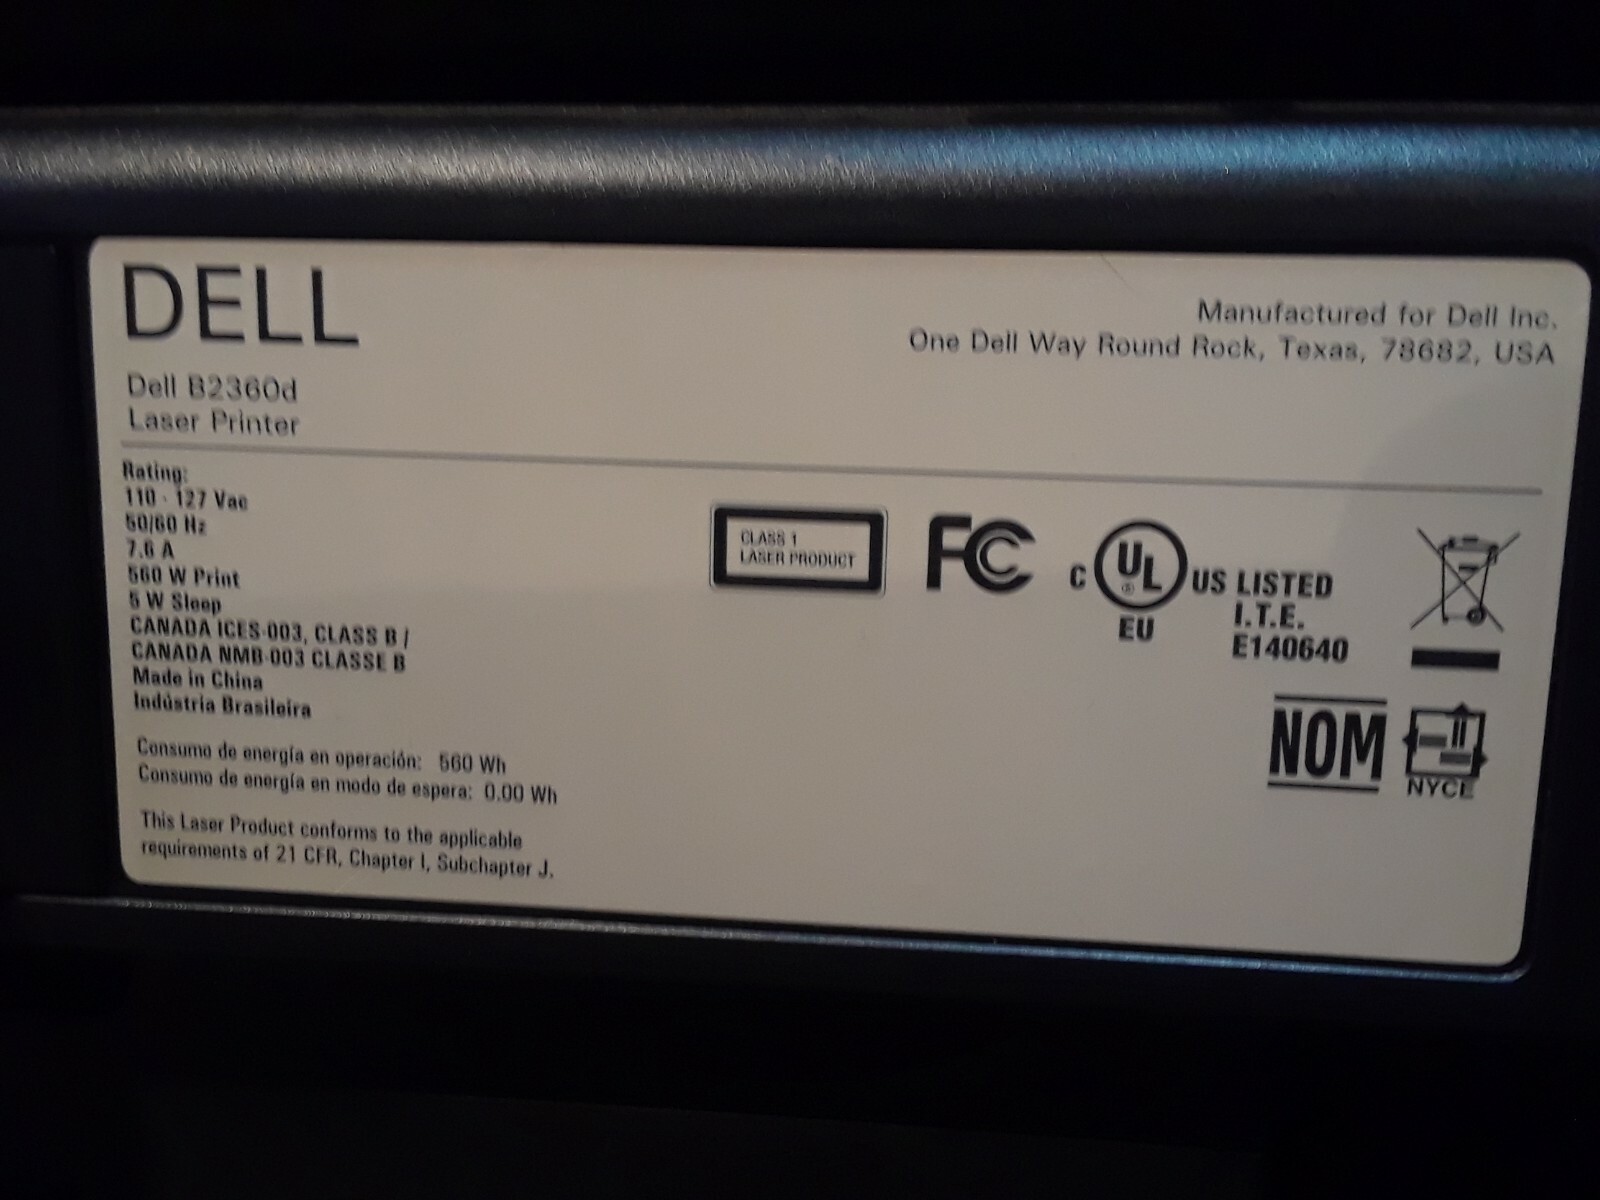 DELL
Manufactured for Dell Inc.
One Dell Way Round Rock, Texas, 78682, USA
Dell B2360d
Laser Printer
Rating:
110 - 127 Vac
50/60 Hz
7.6 A
560 W Print
5 W Sleep
CANADA ICES-003, CLASS B /
CANADA NMB-003 CLASSE B
Made in China
Indústria Brasileira
Consumo de energía en operación: 560 Wh
Consumo de energía en modo de espera: 0.00 Wh
This Laser Product conforms to the applicable
requirements of 21 CFR, Chapter I, Subchapter J.
CLASS 1
LASER PRODUCT
FC
C UL ® US LISTED
EU
I.T.E.
E140640
NOM
NYCE